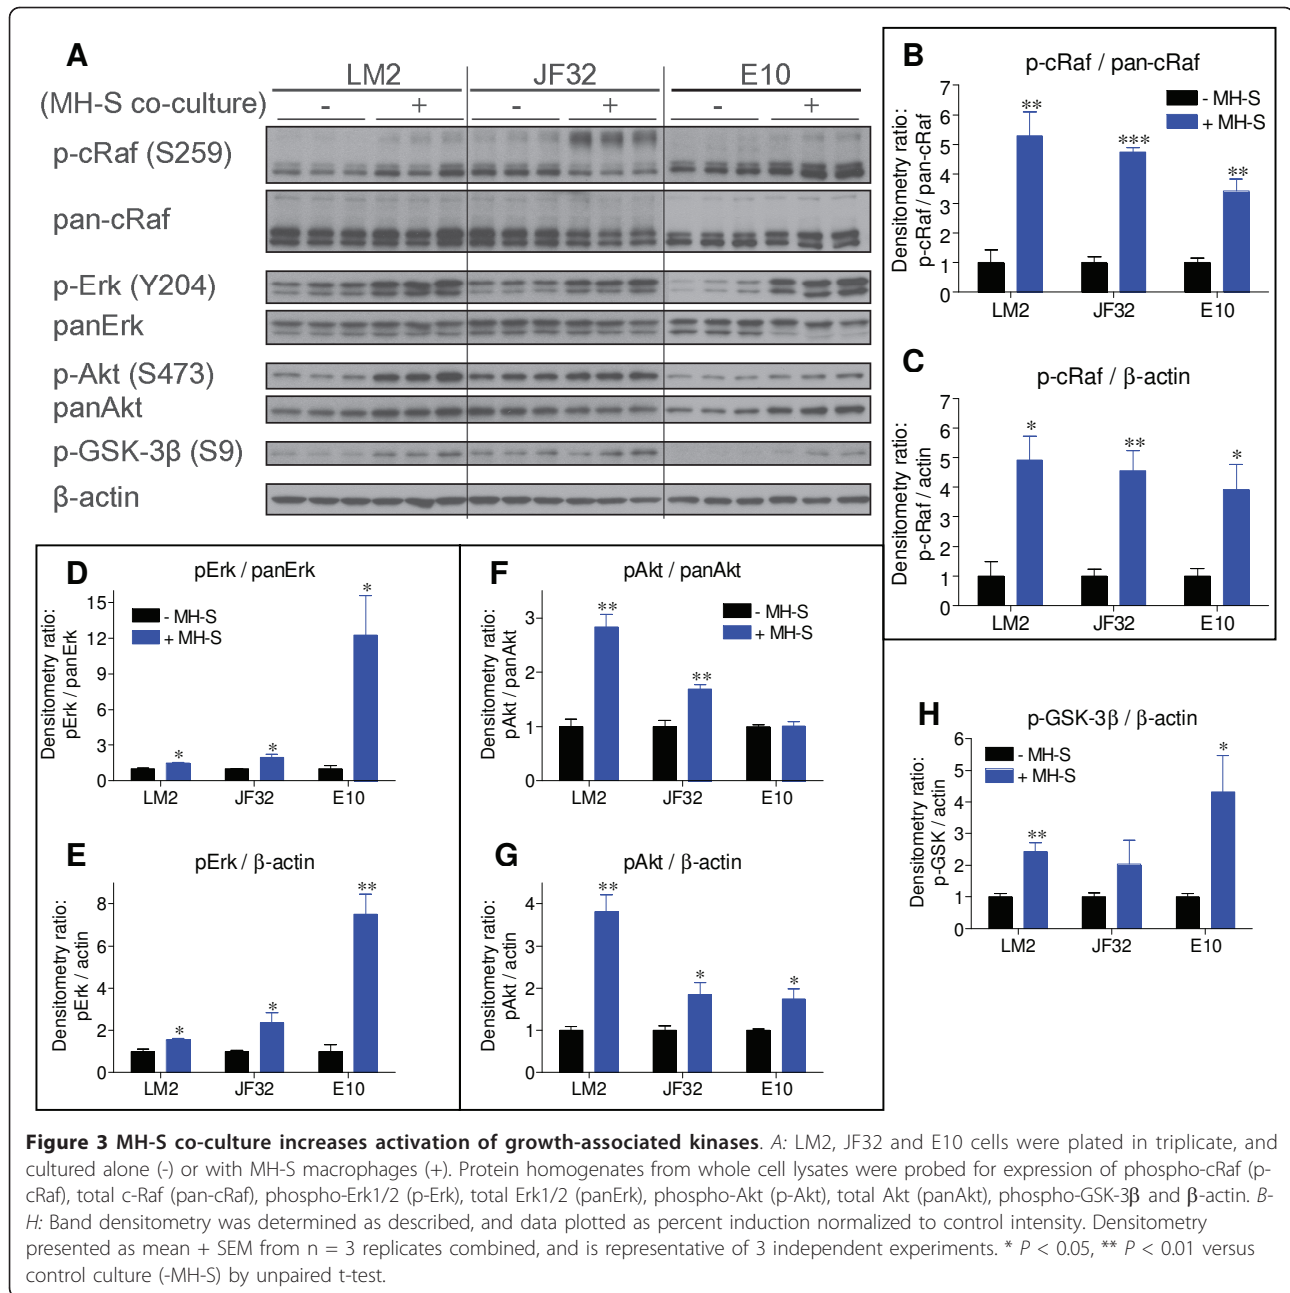 A
LM2 JF32 E10
(MH-S co-culture) - + - + - +
p-cRaf (S259)
pan-cRaf
p-Erk (Y204)
panErk
p-Akt (S473)
panAkt
p-GSK-3β (S9)
β-actin
B
p-cRaf / pan-cRaf
- MH-S
+ MH-S
Densitometry ratio:
p-cRaf / pan-cRaf
7
6
5
4
3
2
1
0
** *** **
LM2 JF32 E10
C
p-cRaf / β-actin
Densitometry ratio:
p-cRaf / actin
7
6
5
4
3
2
1
0
* ** *
LM2 JF32 E10
D
pErk / panErk
- MH-S
+ MH-S
Densitometry ratio:
pErk / panErk
15
12
9
6
3
0
* * *
LM2 JF32 E10
E
pErk / β-actin
Densitometry ratio:
pErk / actin
8
6
4
2
0
* * **
LM2 JF32 E10
F
pAkt / panAkt
- MH-S
+ MH-S
Densitometry ratio:
pAkt / panAkt
3
2
1
0
** **
LM2 JF32 E10
G
pAkt / β-actin
Densitometry ratio:
pAkt / actin
4
3
2
1
0
** * *
LM2 JF32 E10
H
p-GSK-3β / β-actin
- MH-S
+ MH-S
Densitometry ratio:
p-GSK / actin
6
5
4
3
2
1
0
** *
LM2 JF32 E10
Figure 3 MH-S co-culture increases activation of growth-associated kinases. A: LM2, JF32 and E10 cells were plated in triplicate, and
cultured alone (-) or with MH-S macrophages (+). Protein homogenates from whole cell lysates were probed for expression of phospho-cRaf (p-
cRaf), total c-Raf (pan-cRaf), phospho-Erk1/2 (p-Erk), total Erk1/2 (panErk), phospho-Akt (p-Akt), total Akt (panAkt), phospho-GSK-3β and β-actin. B-
H: Band densitometry was determined as described, and data plotted as percent induction normalized to control intensity. Densitometry
presented as mean + SEM from n = 3 replicates combined, and is representative of 3 independent experiments. * P < 0.05, ** P < 0.01 versus
control culture (-MH-S) by unpaired t-test.